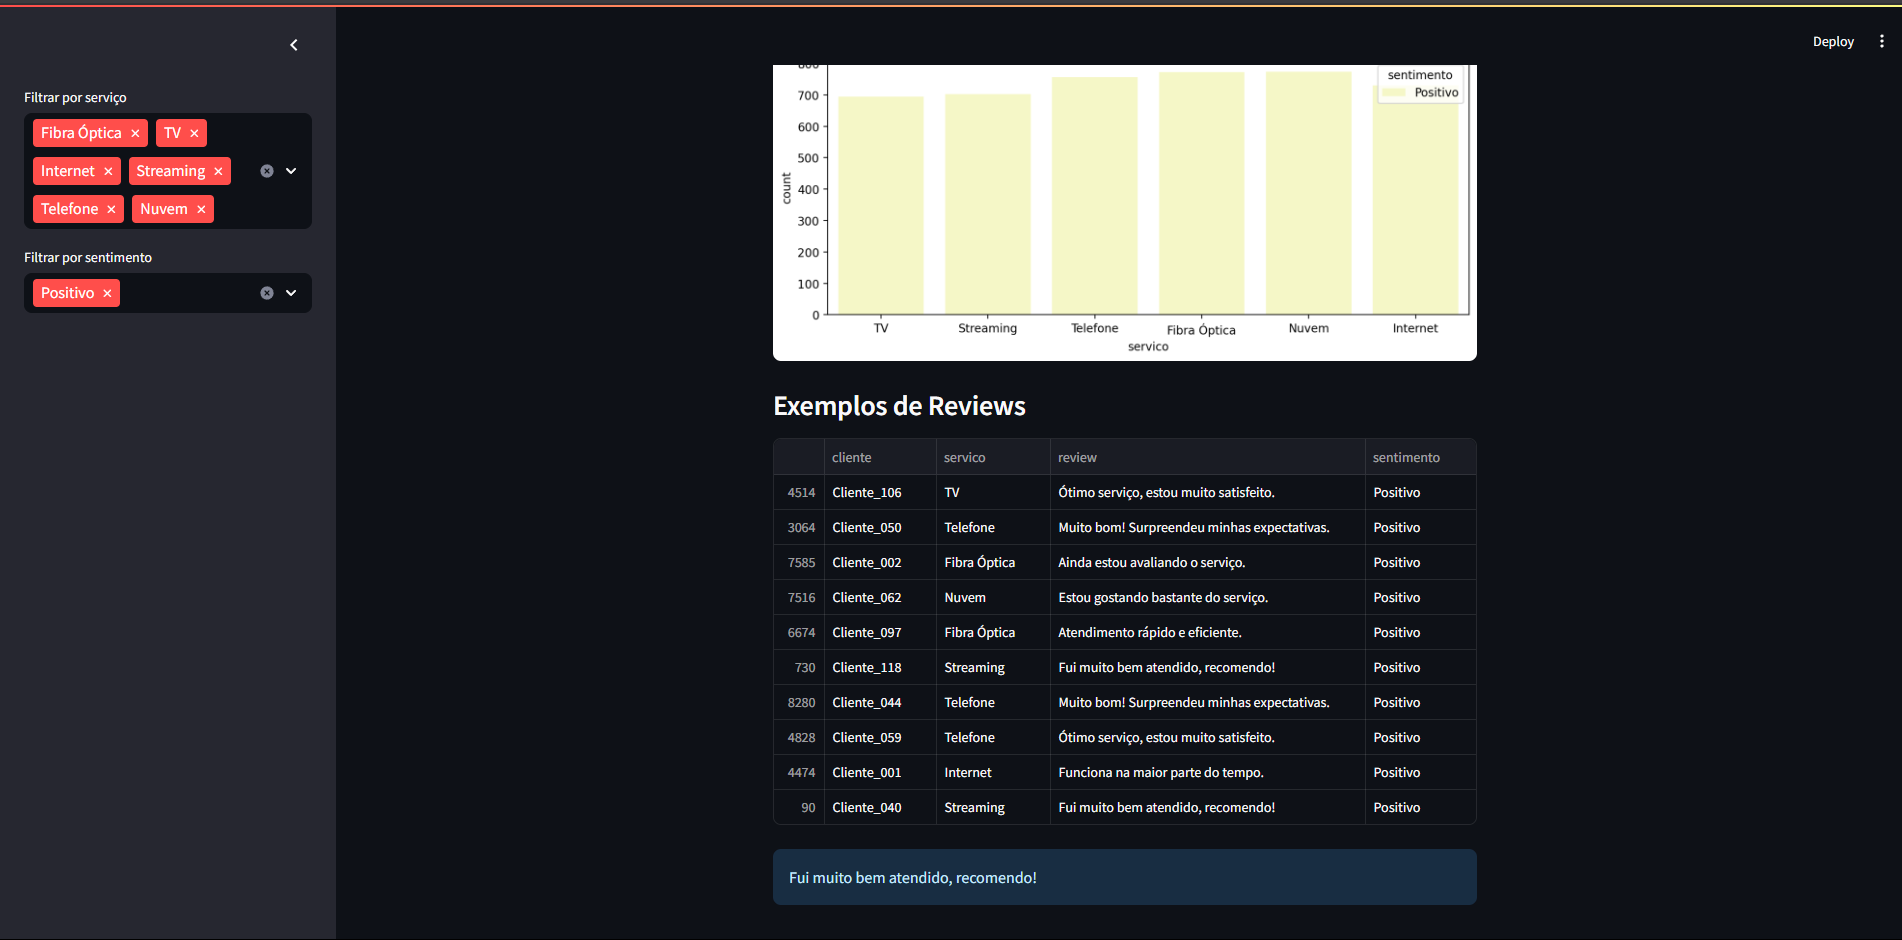 Deploy
Filtrar por serviço
Fibra Óptica × TV ×
Internet × Streaming ×
Telefone × Nuvem ×
Filtrar por sentimento
Positivo ×
800
700
600
500
400
300
200
100
0
count
sentimento
Positivo
TV Streaming Telefone Fibra Óptica Nuvem Internet
servico
Exemplos de Reviews
cliente servico review sentimento
4514 Cliente_106 TV Ótimo serviço, estou muito satisfeito. Positivo
3064 Cliente_050 Telefone Muito bom! Surpreendeu minhas expectativas. Positivo
7585 Cliente_002 Fibra Óptica Ainda estou avaliando o serviço. Positivo
7516 Cliente_062 Nuvem Estou gostando bastante do serviço. Positivo
6674 Cliente_097 Fibra Óptica Atendimento rápido e eficiente. Positivo
730 Cliente_118 Streaming Fui muito bem atendido, recomendo! Positivo
8280 Cliente_044 Telefone Muito bom! Surpreendeu minhas expectativas. Positivo
4828 Cliente_059 Telefone Ótimo serviço, estou muito satisfeito. Positivo
4474 Cliente_001 Internet Funciona na maior parte do tempo. Positivo
90 Cliente_040 Streaming Fui muito bem atendido, recomendo! Positivo
Fui muito bem atendido, recomendo!